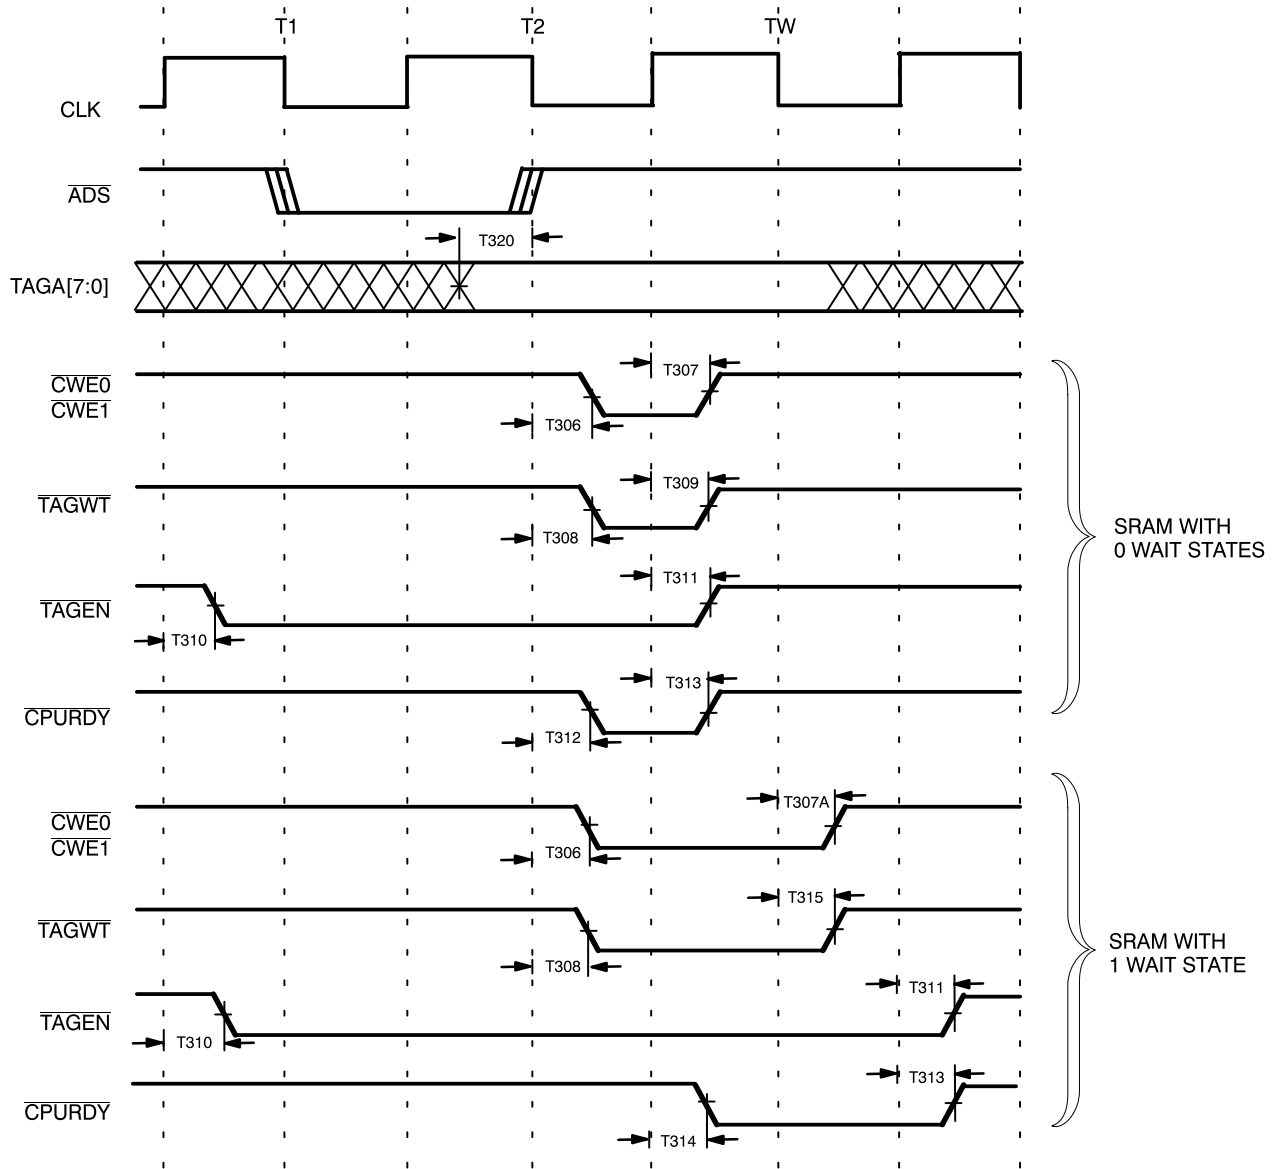 T1 T2 TW
CLK
ADS
T320
TAGA[7:0]
T307
CWE0
CWE1
T306
T309
TAGWT
T308
SRAM WITH
0 WAIT STATES
T311
TAGEN
T310
T313
CPURDY
T312
T307A
CWE0
CWE1
T306
T315
TAGWT
T308
SRAM WITH
1 WAIT STATE
T311
TAGEN
T310
T313
CPURDY
T314